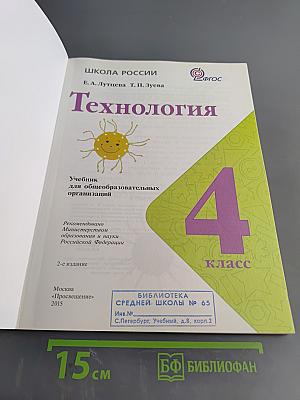 ШКОЛА РОССИИ
ФГОС
Е. А. Лутцева Т. П. Зуева
Технология
Учебник
для общеобразовательных
организаций
4
класс
Рекомендовано
Министерством
образования и науки
Российской Федерации
2-е издание
Москва
«Просвещение»
2015
БИБЛИОТЕКА
СРЕДНЕЙ ШКОЛЫ № 65
Инв.№
С.Петербург, Учебный, д.8, корп.2
15 см
БФ БИБЛИОФАН